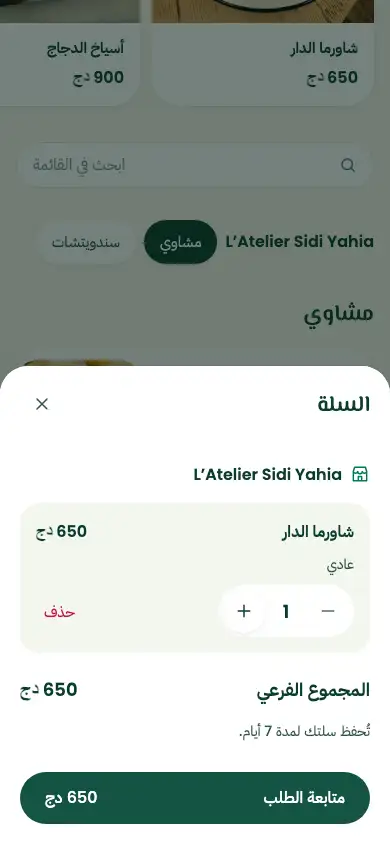 شاورما الدار
650 دج
أسياخ الدجاج
900 دج
ابحث في القائمة
L’Atelier Sidi Yahia مشاوي سندويتشات
مشاوي
السلة
L’Atelier Sidi Yahia
شاورما الدار 650 دج
عادي
− 1 + حذف
المجموع الفرعي 650 دج
تُحفظ سلتك لمدة 7 أيام.
متابعة الطلب 650 دج